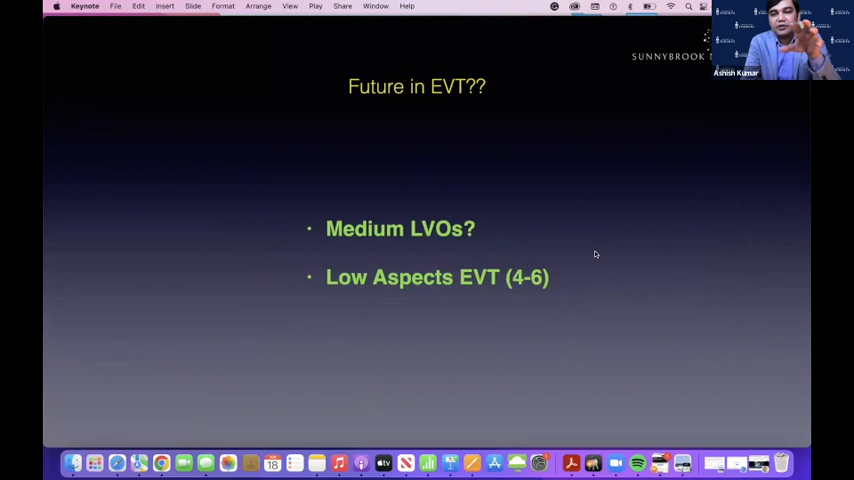 Keynote File Edit Insert Slide Format Arrange View Play Share Window Help
SUNNYBROOK
Ashish Kumar
Future in EVT??
• Medium LVOs?
• Low Aspects EVT (4-6)
18